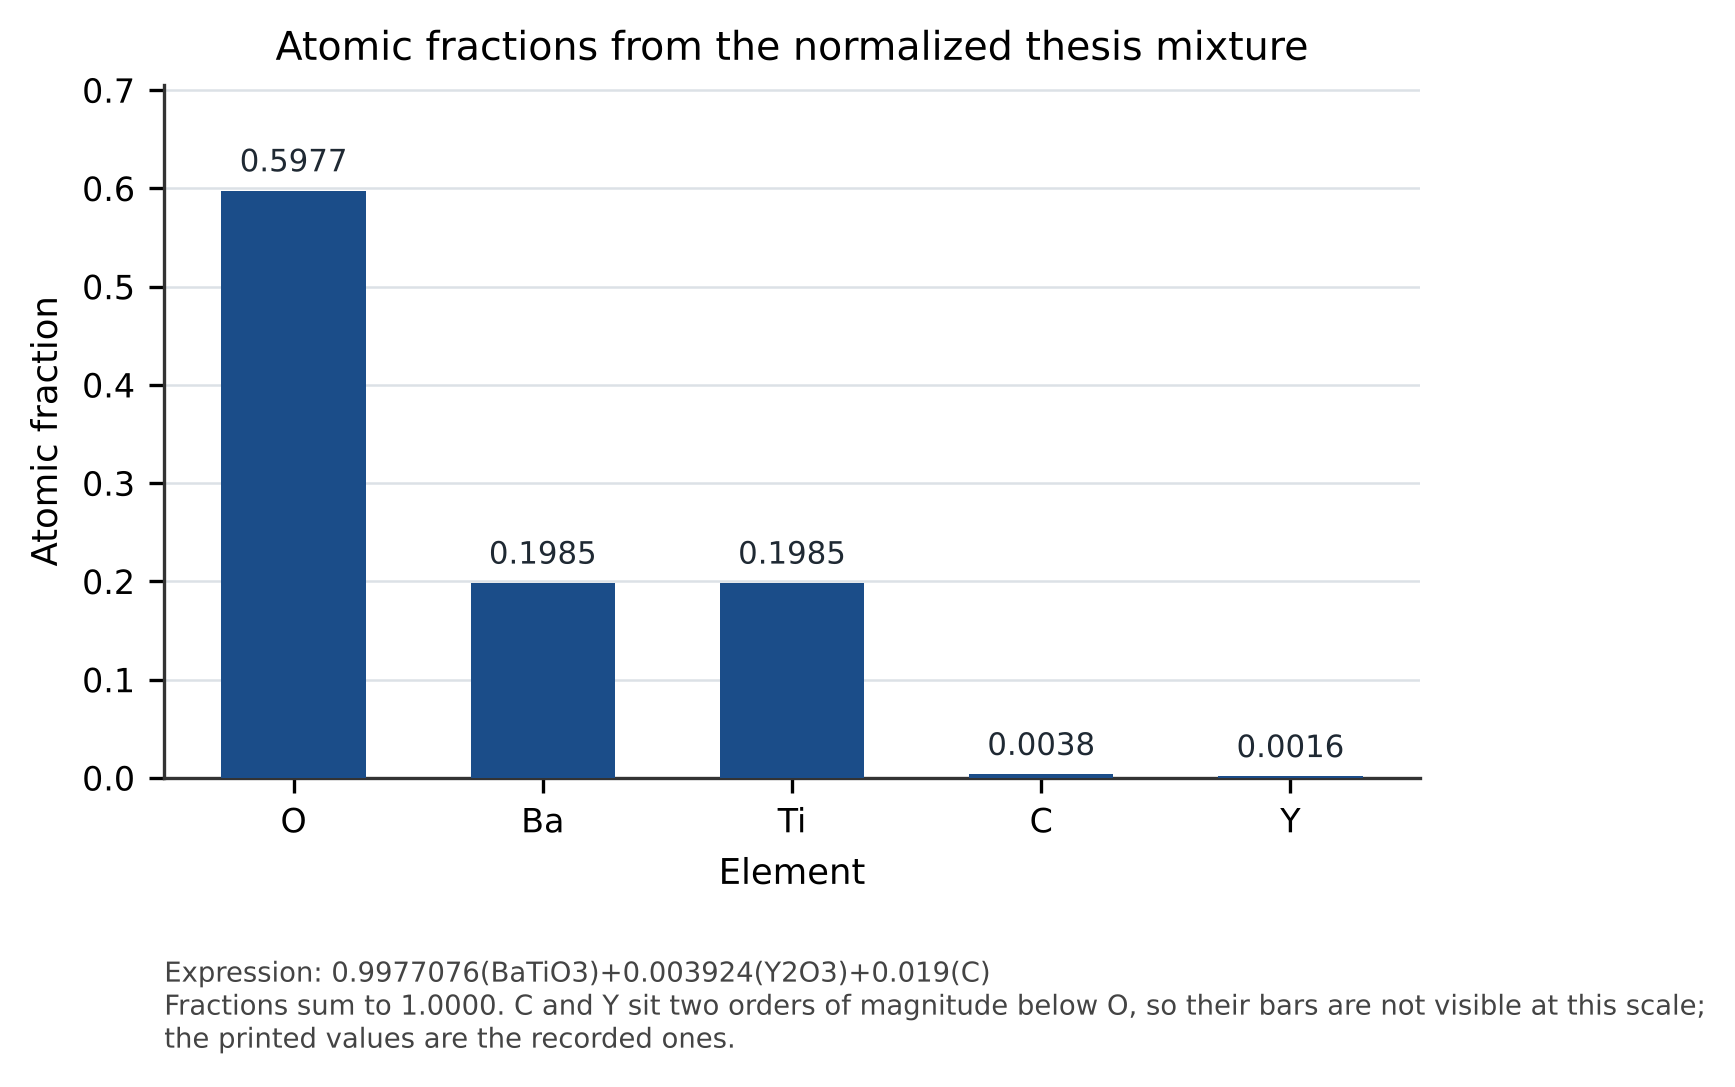 Atomic fractions from the normalized thesis mixture
Atomic fraction
0.7
0.6
0.5
0.4
0.3
0.2
0.1
0.0
0.5977
0.1985
0.1985
0.0038
0.0016
O
Ba
Ti
C
Y
Element
Expression: 0.9977076(BaTiO3)+0.003924(Y2O3)+0.019(C)
Fractions sum to 1.0000. C and Y sit two orders of magnitude below O, so their bars are not visible at this scale;
the printed values are the recorded ones.